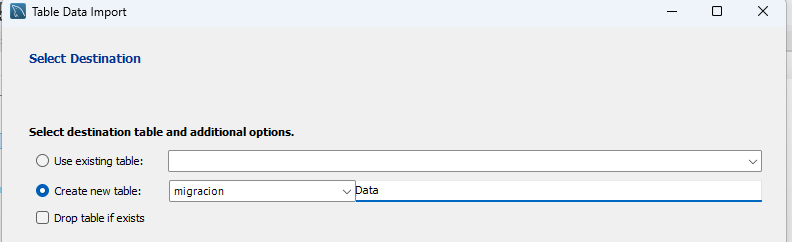 Table Data Import
Select Destination
Select destination table and additional options.
Use existing table:
Create new table: migracion Data
Drop table if exists